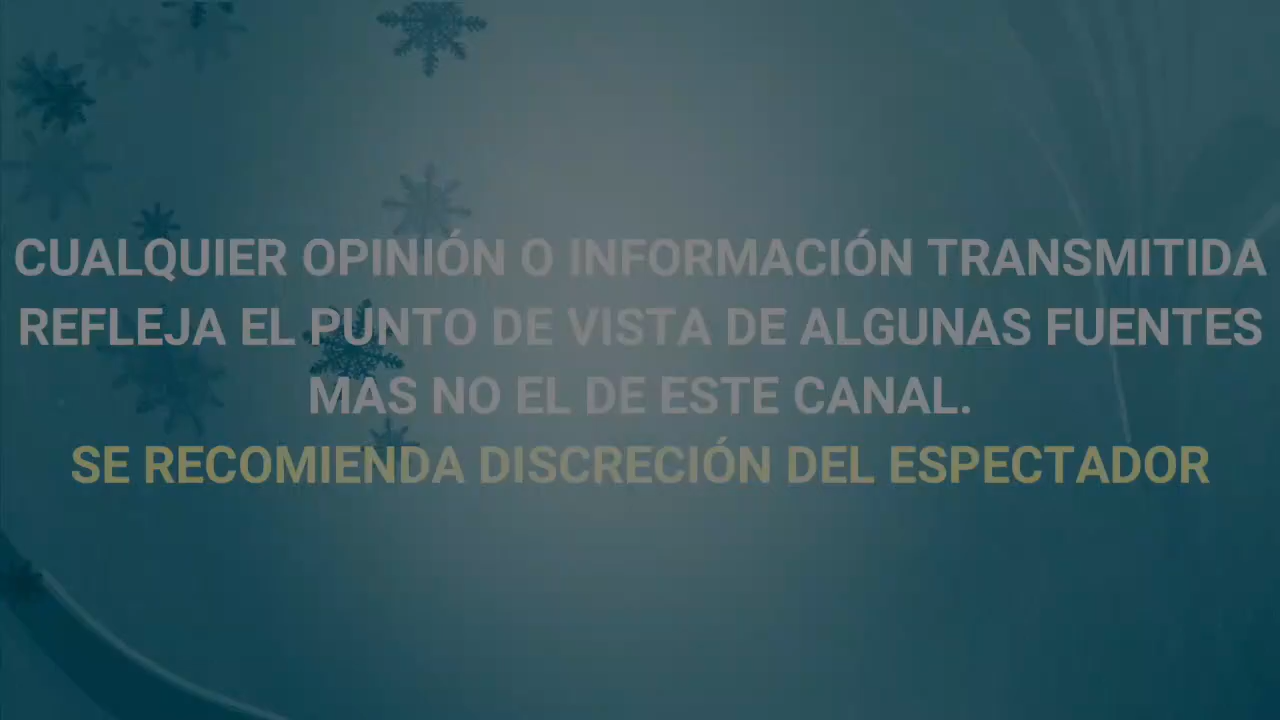 CUALQUIER OPINIÓN O INFORMACIÓN TRANSMITIDA
REFLEJA EL PUNTO DE VISTA DE ALGUNAS FUENTES
MAS NO EL DE ESTE CANAL.
SE RECOMIENDA DISCRECIÓN DEL ESPECTADOR